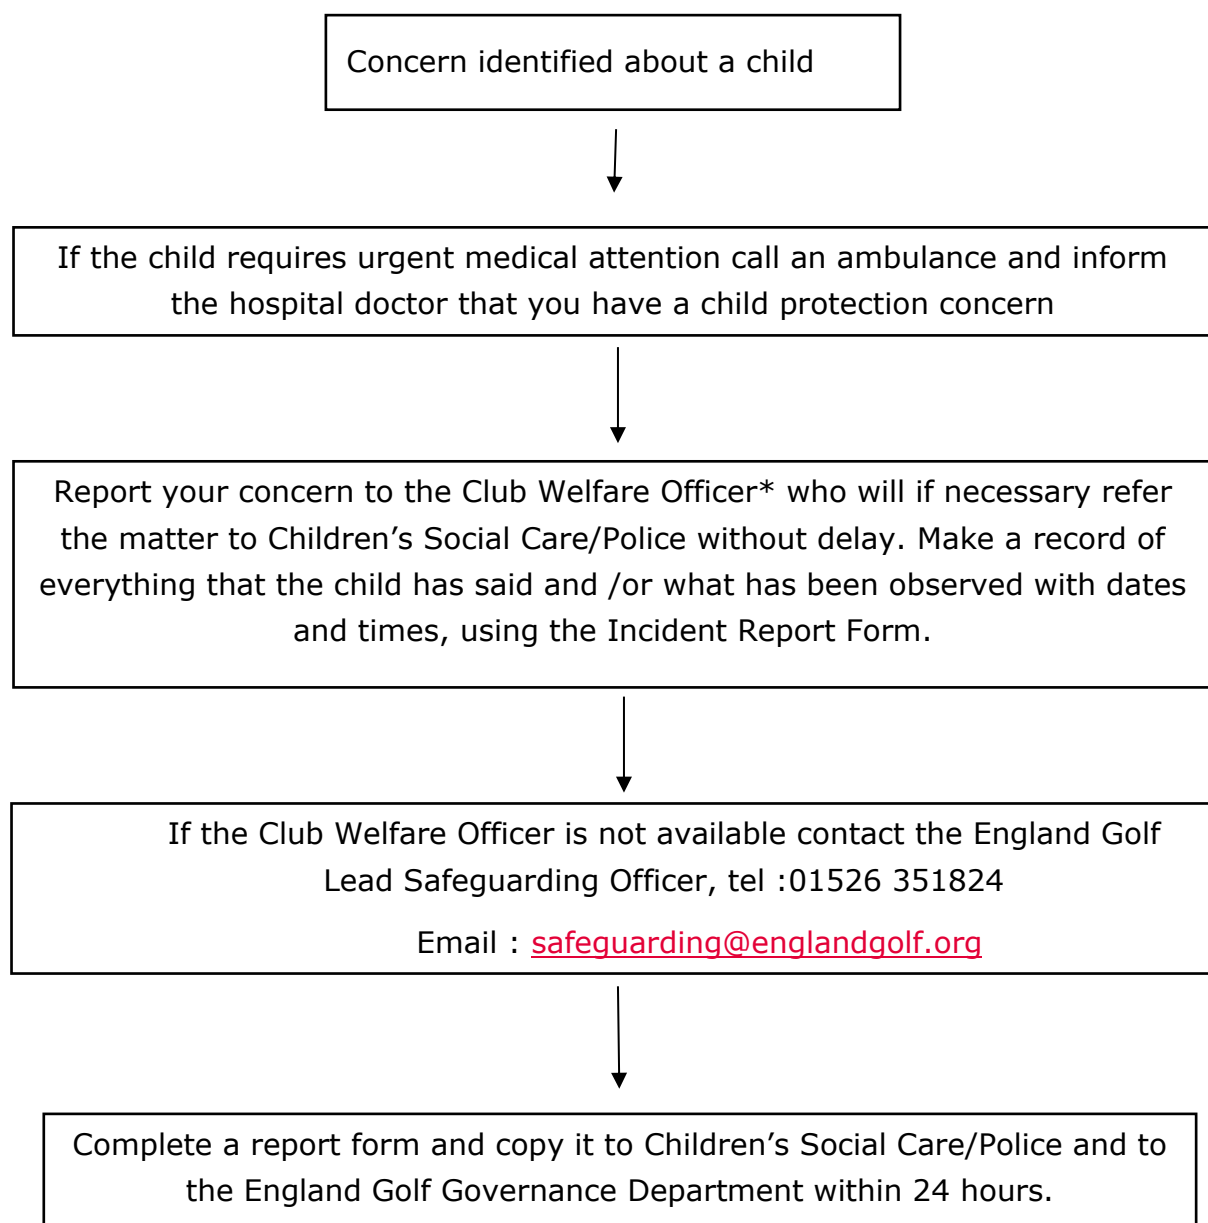 Concern identified about a child
If the child requires urgent medical attention call an ambulance and inform
the hospital doctor that you have a child protection concern
Report your concern to the Club Welfare Officer* who will if necessary refer
the matter to Children’s Social Care/Police without delay. Make a record of
everything that the child has said and /or what has been observed with dates
and times, using the Incident Report Form.
If the Club Welfare Officer is not available contact the England Golf
Lead Safeguarding Officer, tel :01526 351824
Email : safeguarding@englandgolf.org
Complete a report form and copy it to Children’s Social Care/Police and to
the England Golf Governance Department within 24 hours.